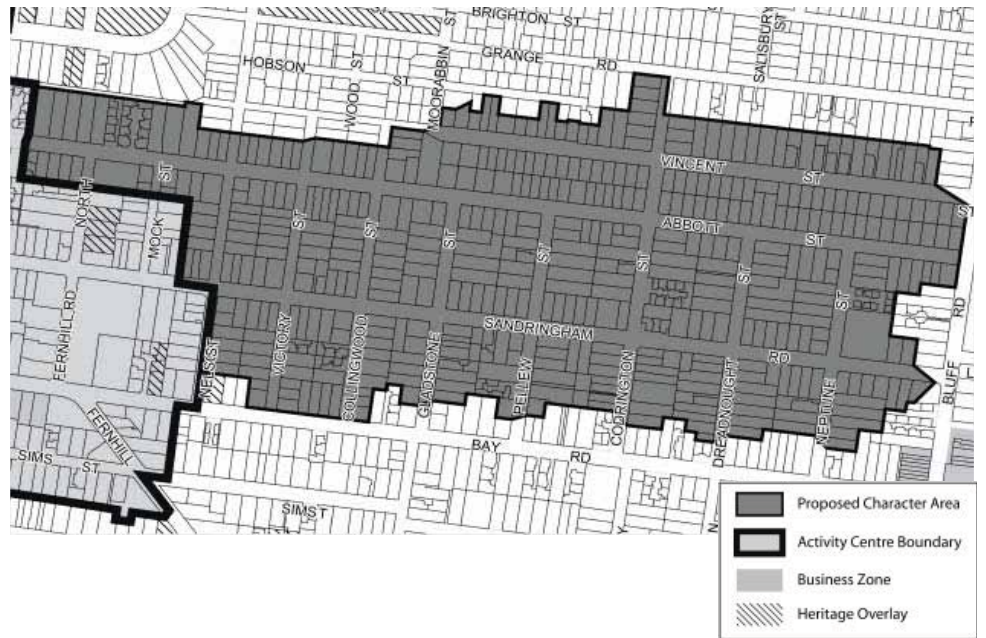 ST
BRIGHTON ST
ST
GRANGE RD
SALISBURY ST
HOBSON ST
WOOD ST
MOORABBIN ST
VINCENT ST
ST
ST
NORTH
MOCK
ABBOTT ST
ST
ST
ST
ST
ST
ST
ST
FERNHILL RD
NELS ST
VICTORY
COLLINGWOOD
GLADSTONE
SANDRINGHAM RD
PELLEW
CODRINGTON
DREADNOUGHT
NEPTUNE
BLUFF RD
FERNHILL
BAY RD
SIMS ST
SIMS T
Y
N
Proposed Character Area
Activity Centre Boundary
Business Zone
Heritage Overlay